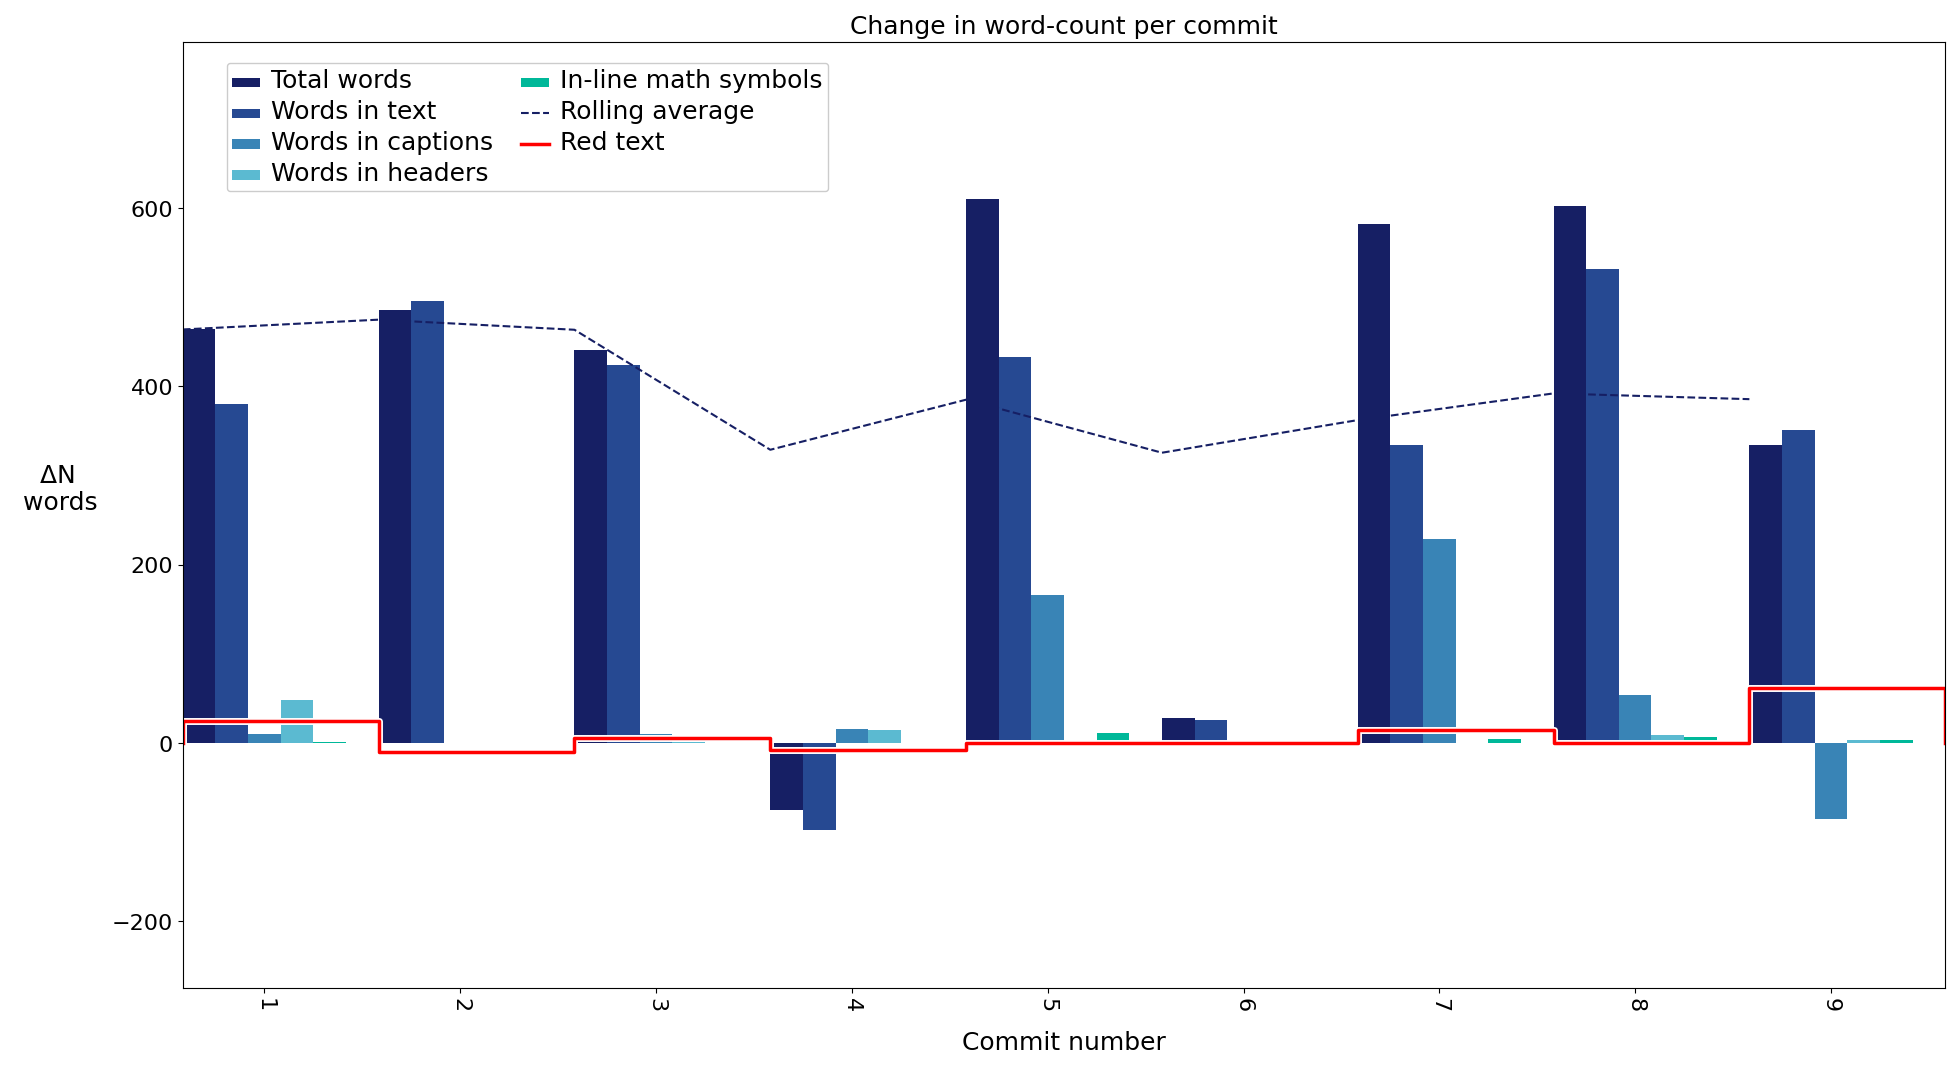 Change in word-count per commit
Total words
Words in text
Words in captions
Words in headers
In-line math symbols
Rolling average
Red text
600
400
200
0
−200
ΔN
words
1
2
3
4
5
6
7
8
9
Commit number